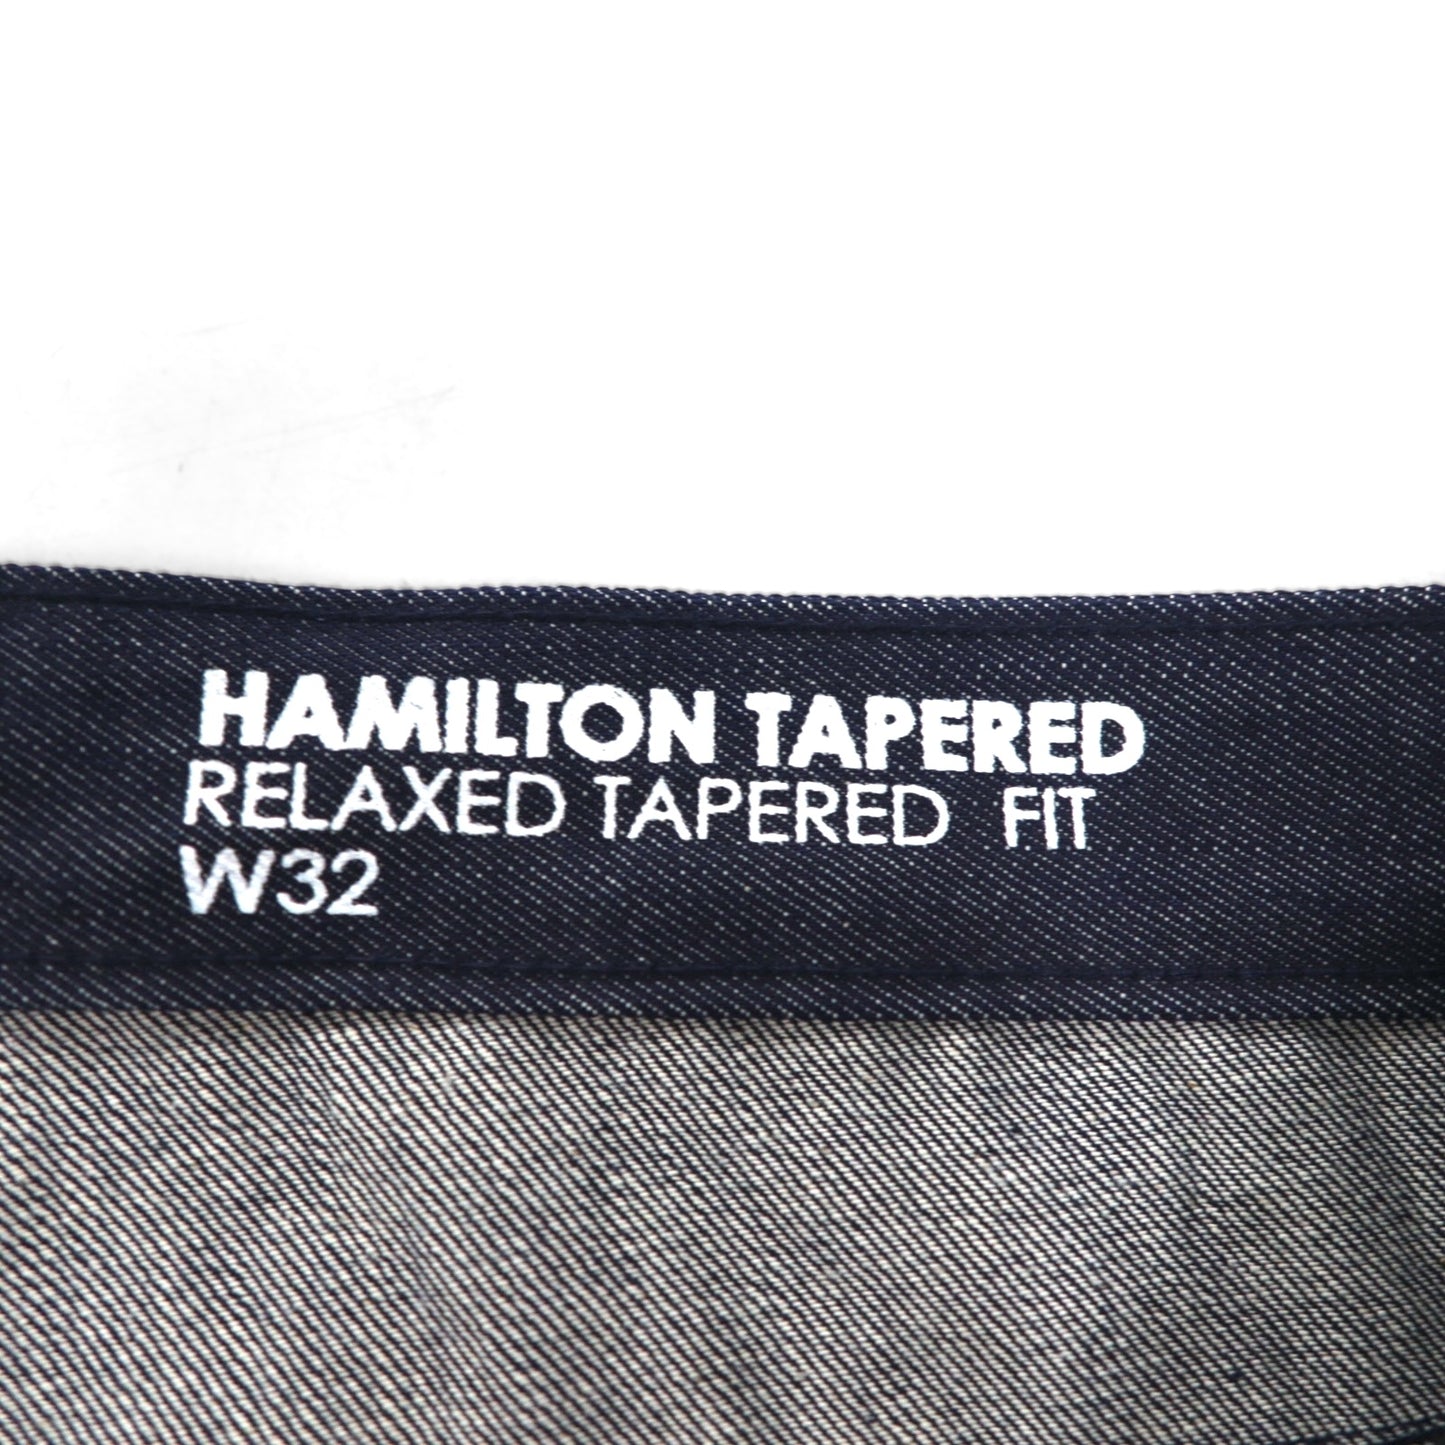 HAMILTON TAPERED
RELAXED TAPERED FIT
W32